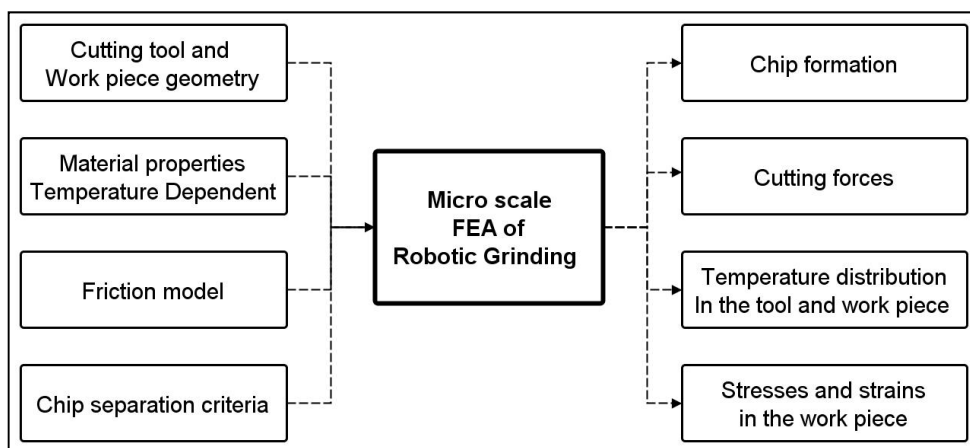 Cutting tool and
Work piece geometry
Material properties
Temperature Dependent
Friction model
Chip separation criteria
Micro scale
FEA of
Robotic Grinding
Chip formation
Cutting forces
Temperature distribution
In the tool and work piece
Stresses and strains
in the work piece